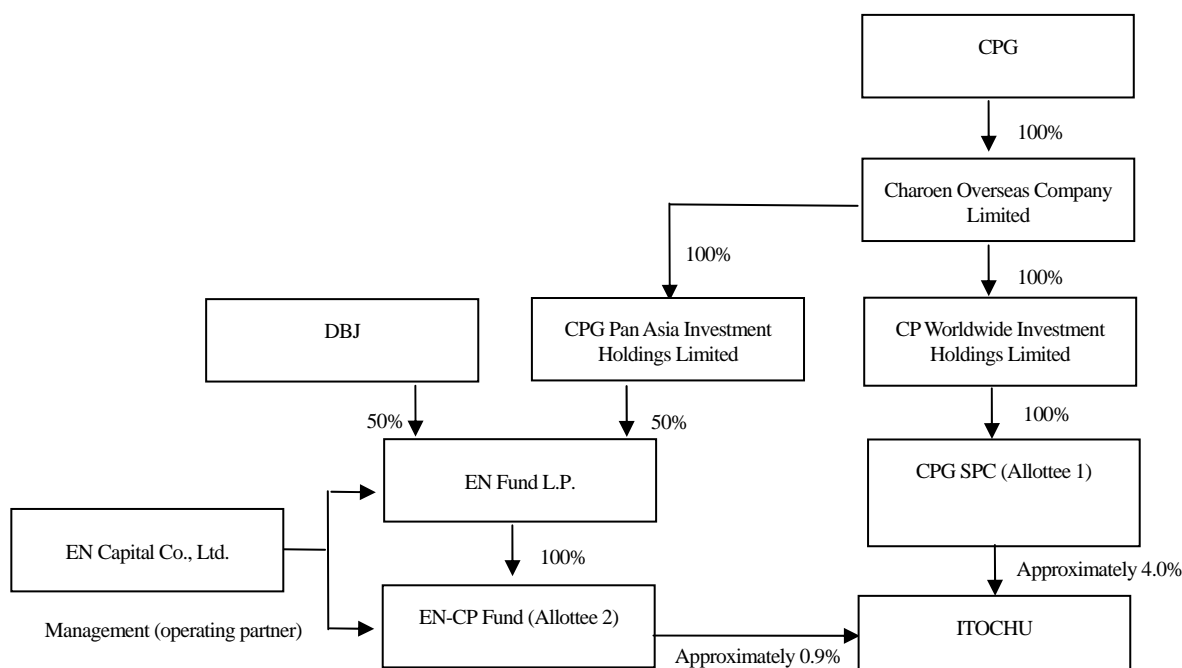 CPG
100%
Charoen Overseas Company
Limited
100%
100%
DBJ
CPG Pan Asia Investment
Holdings Limited
CP Worldwide Investment
Holdings Limited
50%
50%
100%
EN Fund L.P.
CPG SPC (Allottee 1)
EN Capital Co., Ltd.
100%
Approximately 4.0%
Management (operating partner)
EN-CP Fund (Allottee 2)
ITOCHU
Approximately 0.9%